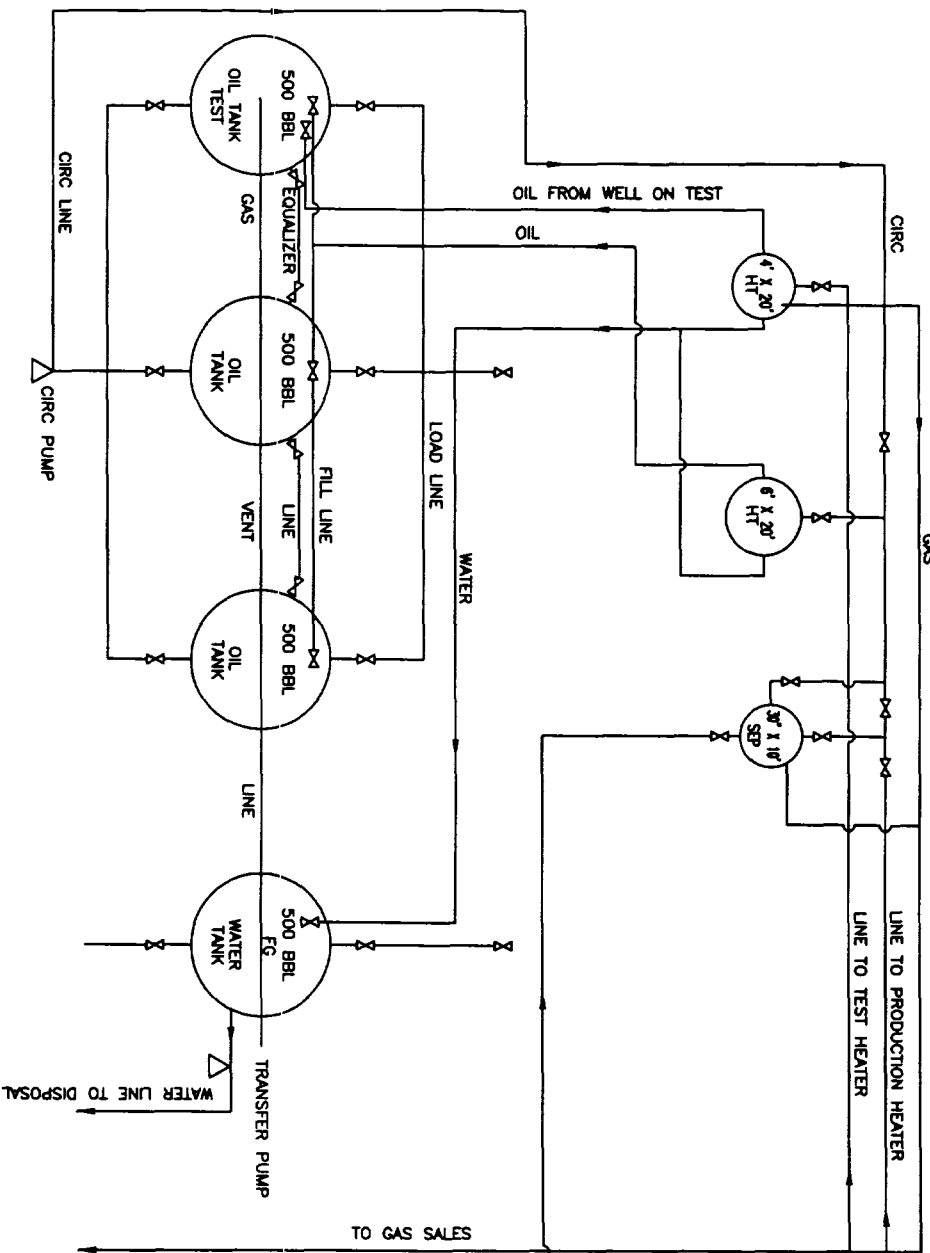 CIRC LINE
CIRC PUMP
500 BBL
OIL TANK
TEST
GAS
EQUALIZER
500 BBL
OIL
TANK
LINE
VENT
FILL LINE
LOAD LINE
500 BBL
OIL
TANK
LINE
500 BBL
FG
WATER
TANK
TRANSFER PUMP
WATER LINE TO DISPOSAL
WATER
OIL FROM WELL ON TEST
OIL
4' X 20'
HT
6' X 20'
HT
30" X 10'
SEP
CIRC
GAS
LINE TO TEST HEATER
LINE TO PRODUCTION HEATER
TO GAS SALES